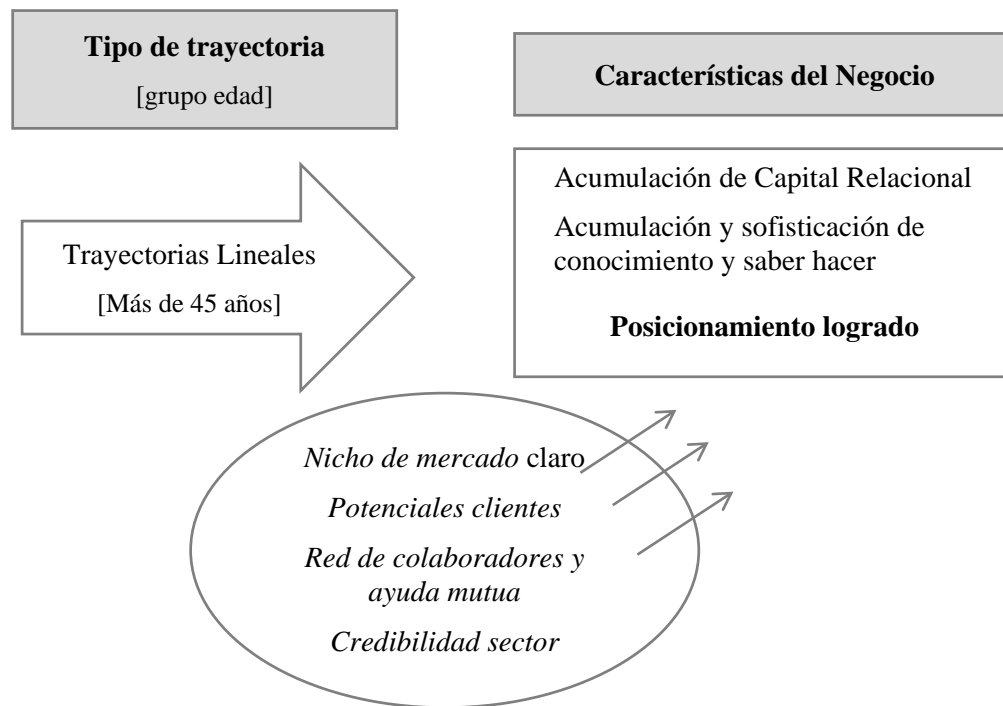 Tipo de trayectoria
[grupo edad]
Características del Negocio
Trayectorias Lineales
[Más de 45 años]
Acumulación de Capital Relacional
Acumulación y sofisticación de
conocimiento y saber hacer
Posicionamiento logrado
Nicho de mercado claro
Potenciales clientes
Red de colaboradores y
ayuda mutua
Credibilidad sector